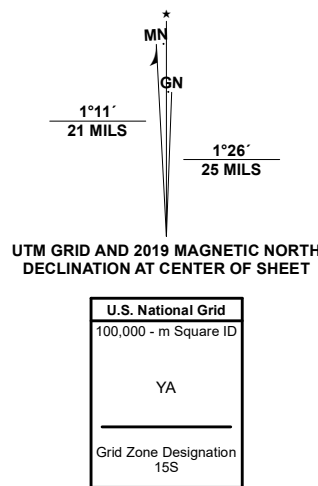 ★
MN
GN
1°11´
21 MILS
1°26´
25 MILS
UTM GRID AND 2019 MAGNETIC NORTH
DECLINATION AT CENTER OF SHEET
U.S. National Grid
100,000 - m Square ID
YA
Grid Zone Designation
15S